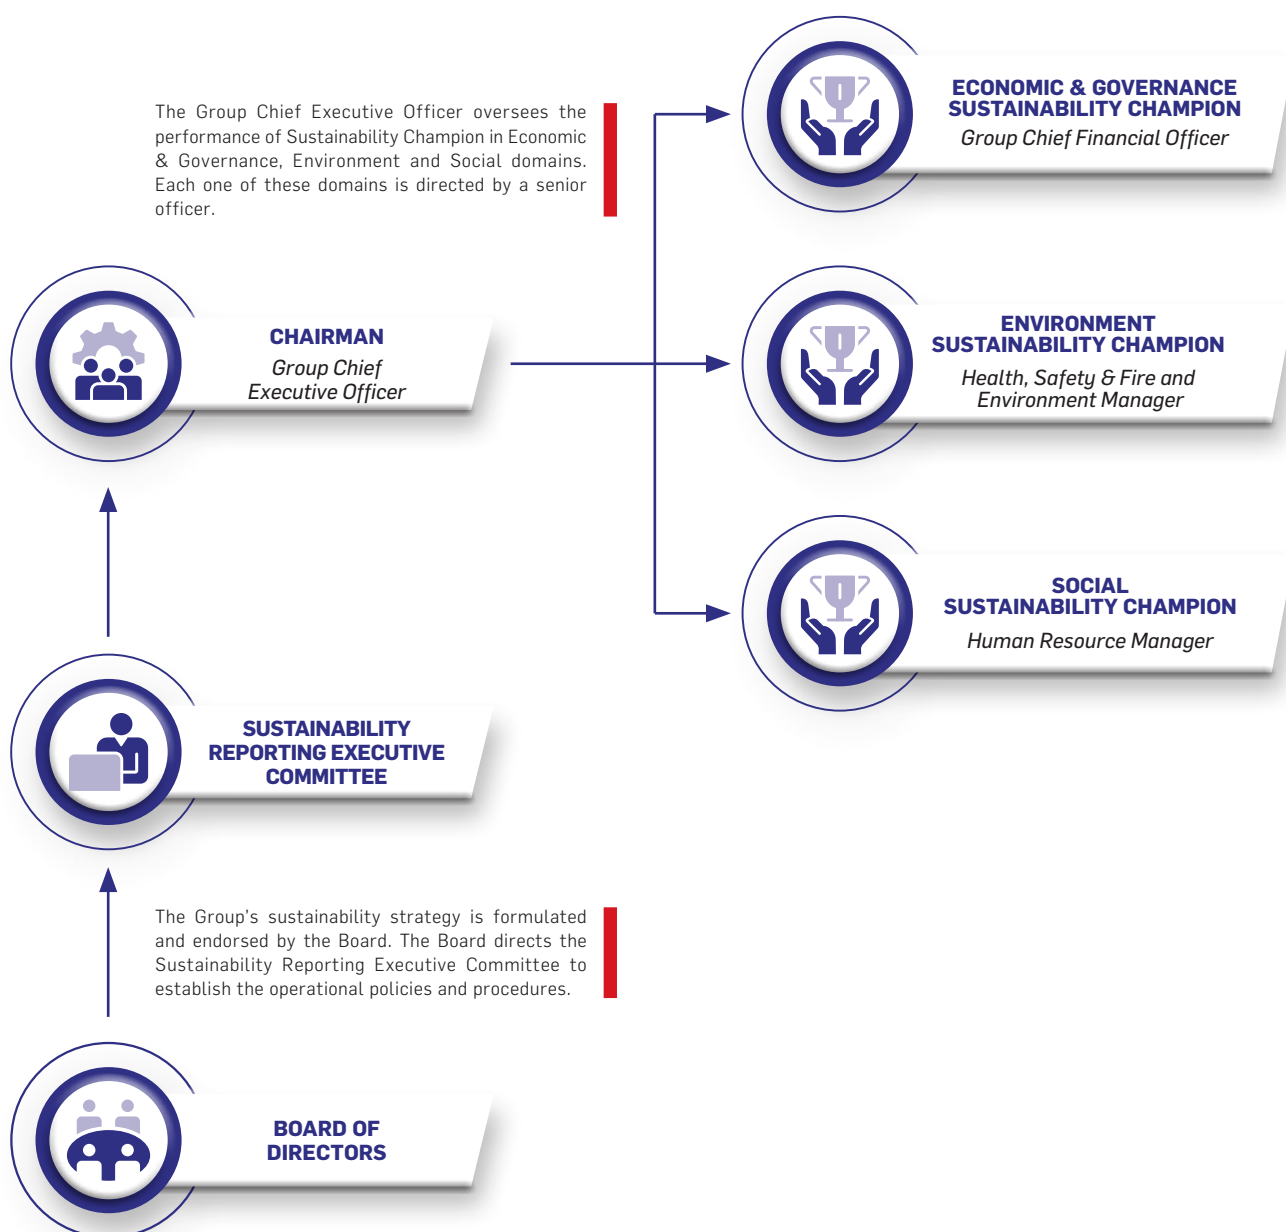 The Group Chief Executive Officer oversees the
performance of Sustainability Champion in Economic
& Governance, Environment and Social domains.
Each one of these domains is directed by a senior
officer.
ECONOMIC & GOVERNANCE
SUSTAINABILITY CHAMPION
Group Chief Financial Officer
CHAIRMAN
Group Chief
Executive Officer
ENVIRONMENT
SUSTAINABILITY CHAMPION
Health, Safety & Fire and
Environment Manager
SOCIAL
SUSTAINABILITY CHAMPION
Human Resource Manager
SUSTAINABILITY
REPORTING EXECUTIVE
COMMITTEE
The Group's sustainability strategy is formulated
and endorsed by the Board. The Board directs the
Sustainability Reporting Executive Committee to
establish the operational policies and procedures.
BOARD OF
DIRECTORS